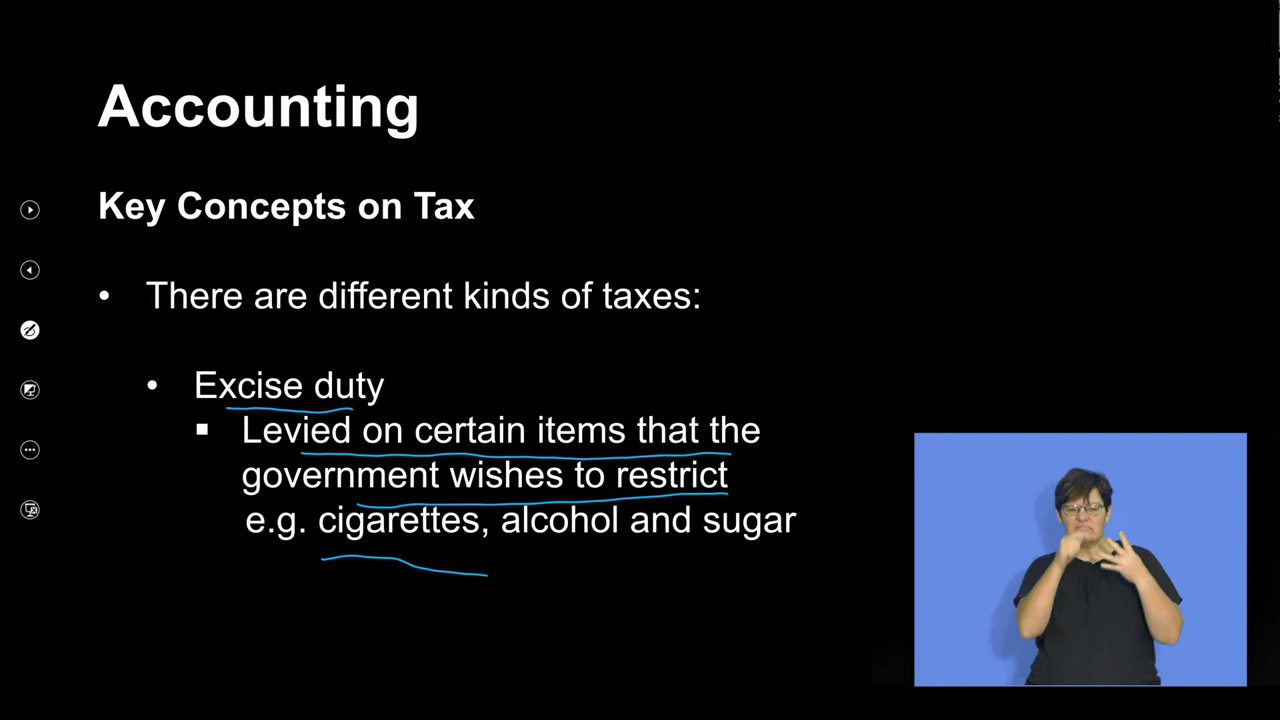 Accounting
Key Concepts on Tax
• There are different kinds of taxes:
• Excise duty
▪ Levied on certain items that the
government wishes to restrict
e.g. cigarettes, alcohol and sugar